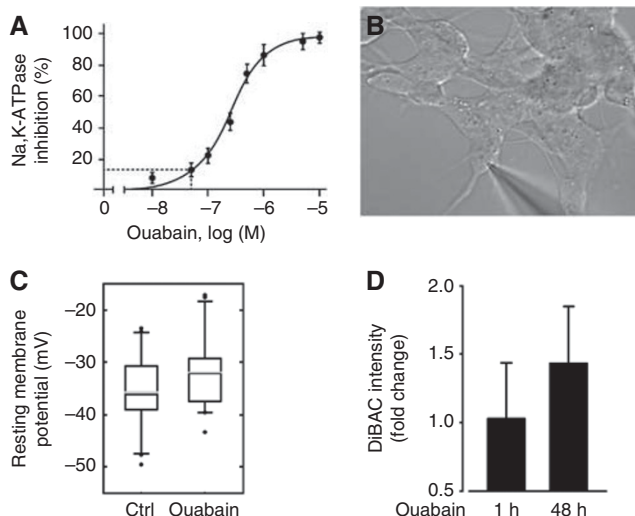 A
Na,K-ATPase
inhibition (%)
100
80
60
40
20
0
–8
–7
–6
–5
Ouabain, log (M)
B
C
Resting membrane
potential (mV)
–20
–30
–40
–50
Ctrl
Ouabain
D
DiBAC intensity
(fold change)
2.0
1.5
1.0
0.5
Ouabain
1 h
48 h